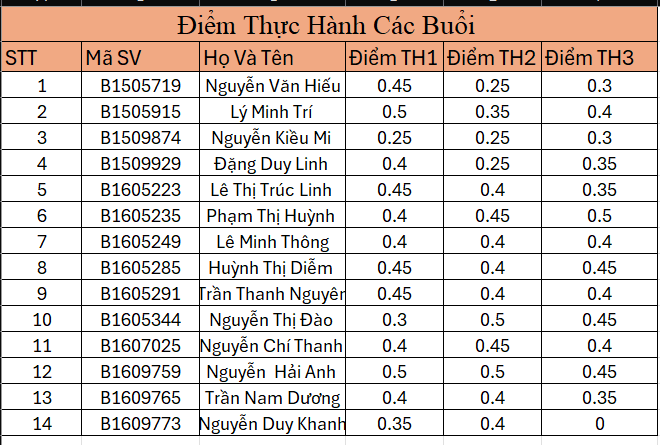 Điểm Thực Hành Các Buổi
STT Mã SV Họ Và Tên Điểm TH1 Điểm TH2 Điểm TH3
1 B1505719 Nguyễn Văn Hiếu 0.45 0.25 0.3
2 B1505915 Lý Minh Trí 0.5 0.35 0.4
3 B1509874 Nguyễn Kiều Mi 0.25 0.25 0.3
4 B1509929 Đặng Duy Linh 0.4 0.25 0.35
5 B1605223 Lê Thị Trúc Linh 0.45 0.4 0.35
6 B1605235 Phạm Thị Huỳnh 0.4 0.45 0.5
7 B1605249 Lê Minh Thông 0.4 0.4 0.4
8 B1605285 Huỳnh Thị Diễm 0.45 0.4 0.45
9 B1605291 Trần Thanh Nguyên 0.45 0.4 0.4
10 B1605344 Nguyễn Thị Đào 0.3 0.5 0.45
11 B1607025 Nguyễn Chí Thanh 0.4 0.45 0.4
12 B1609759 Nguyễn Hải Anh 0.5 0.5 0.45
13 B1609765 Trần Nam Dương 0.4 0.4 0.35
14 B1609773 Nguyễn Duy Khanh 0.35 0.4 0